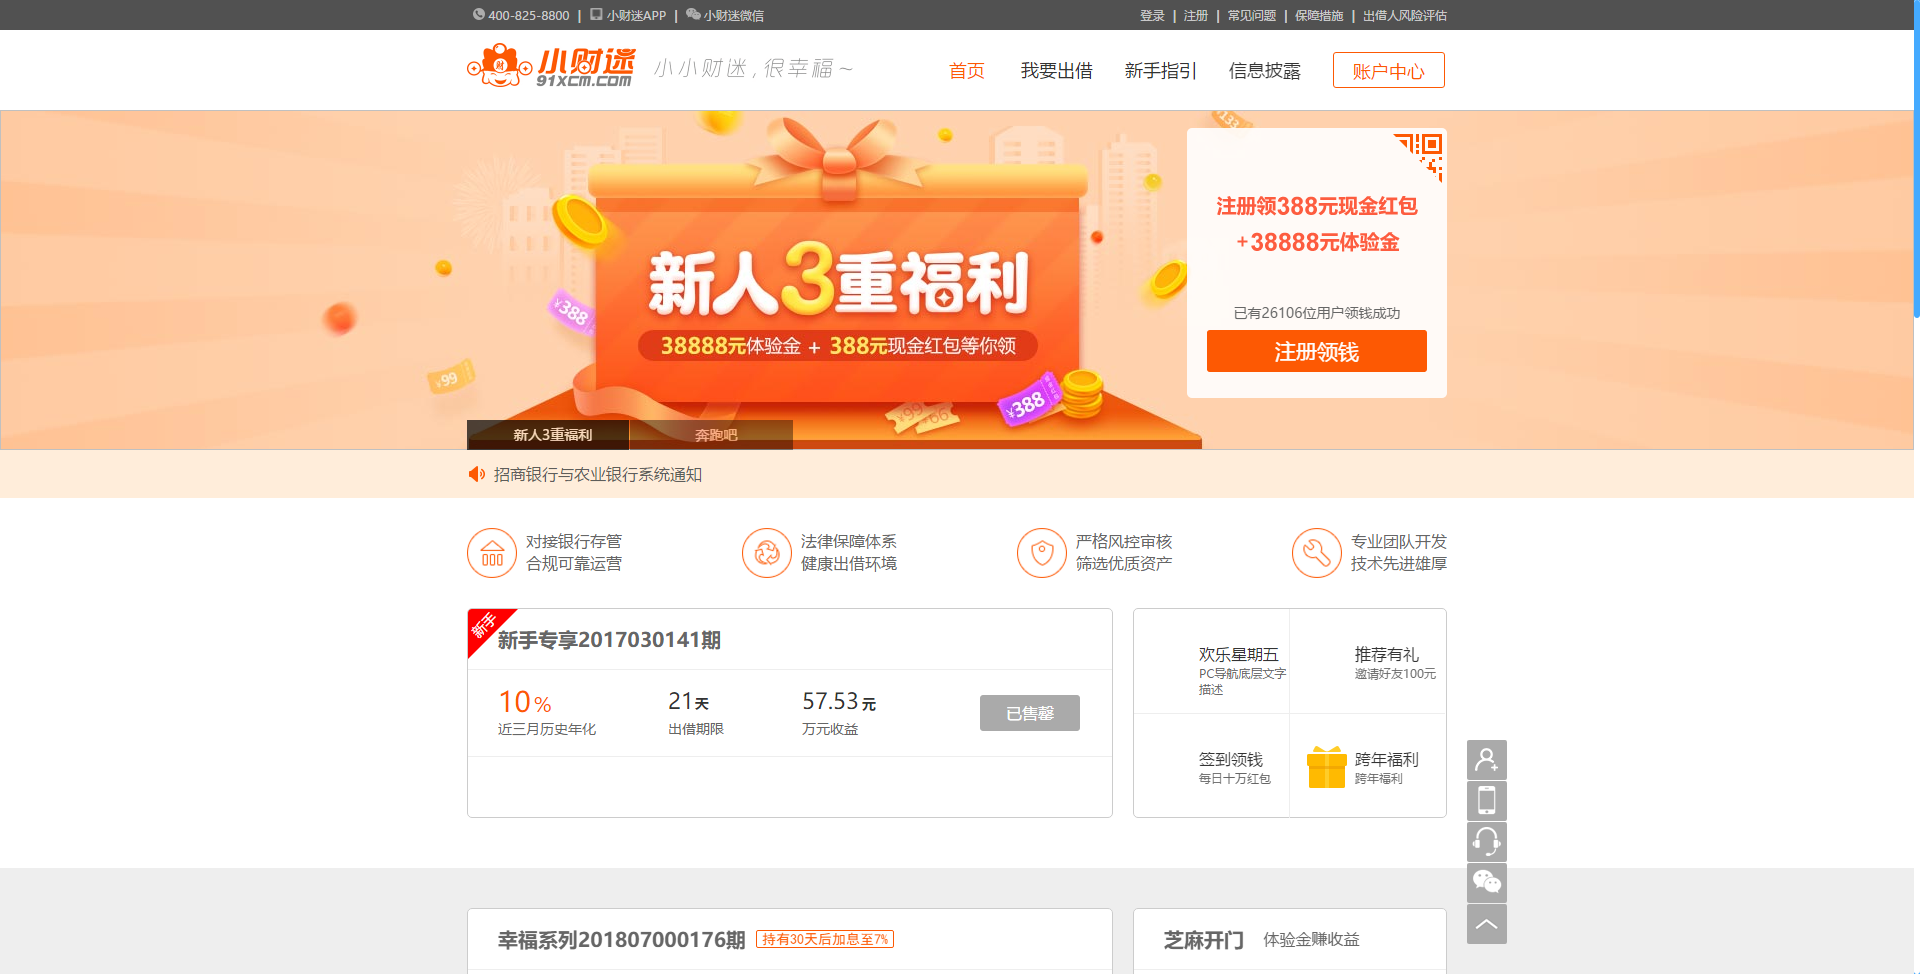 400-825-8800 | 小财迷APP | 小财迷微信
登录 | 注册 | 常见问题 | 保障措施 | 出借人风险评估
财
小财迷
91XCM.COM
小小财迷,很幸福~
首页 我要出借 新手指引 信息披露 账户中心
133
注册领388元现金红包
+38888元体验金
已有26106位用户领钱成功
注册领钱
新人3重福利
38888元体验金 + 388元现金红包等你领
¥388
¥99
¥388
¥99
¥66
新人3重福利 奔跑吧
招商银行与农业银行系统通知
对接银行存管
合规可靠运营
法律保障体系
健康出借环境
严格风控审核
筛选优质资产
专业团队开发
技术先进雄厚
新手
新手专享2017030141期
10% 21天 57.53元
近三月历史年化 出借期限 万元收益
已售罄
欢乐星期五
PC导航底层文字
描述
推荐有礼
邀请好友100元
签到领钱
每日十万红包
跨年福利
跨年福利
幸福系列201807000176期 持有30天后加息至7%
芝麻开门 体验金赚收益